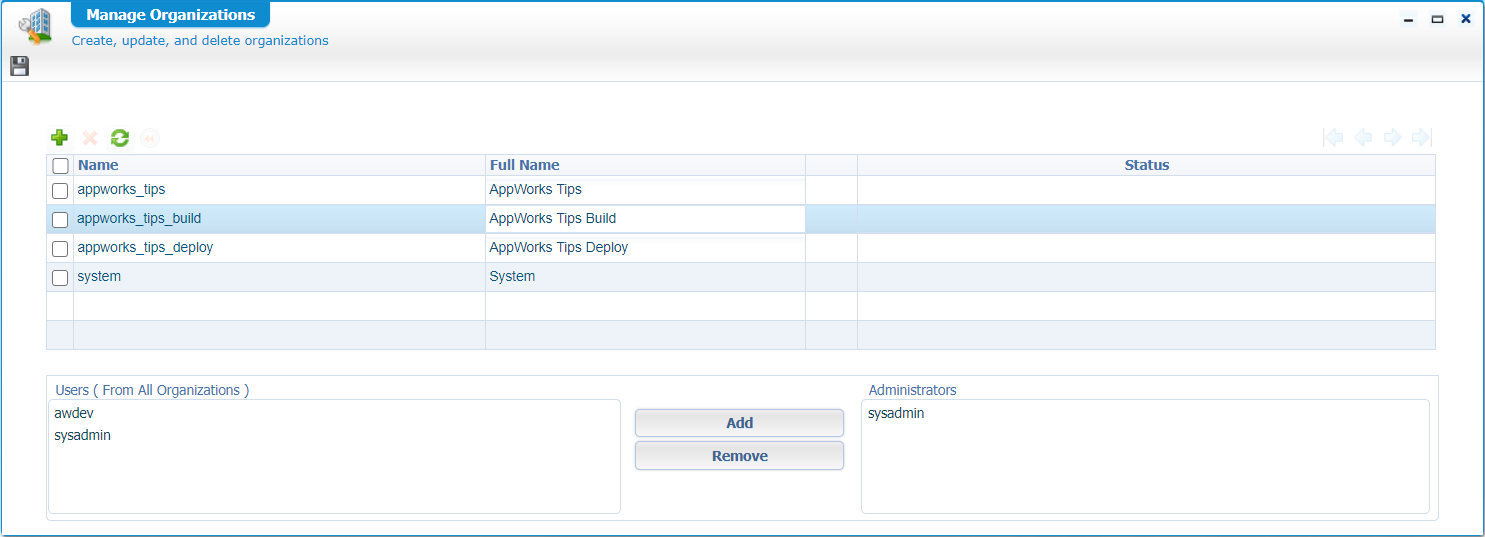 Manage Organizations
Create, update, and delete organizations
Name Full Name Status
appworks_tips AppWorks Tips
appworks_tips_build AppWorks Tips Build
appworks_tips_deploy AppWorks Tips Deploy
system System
Users ( From All Organizations ) Administrators
awdev sysadmin
Add
sysadmin
Remove